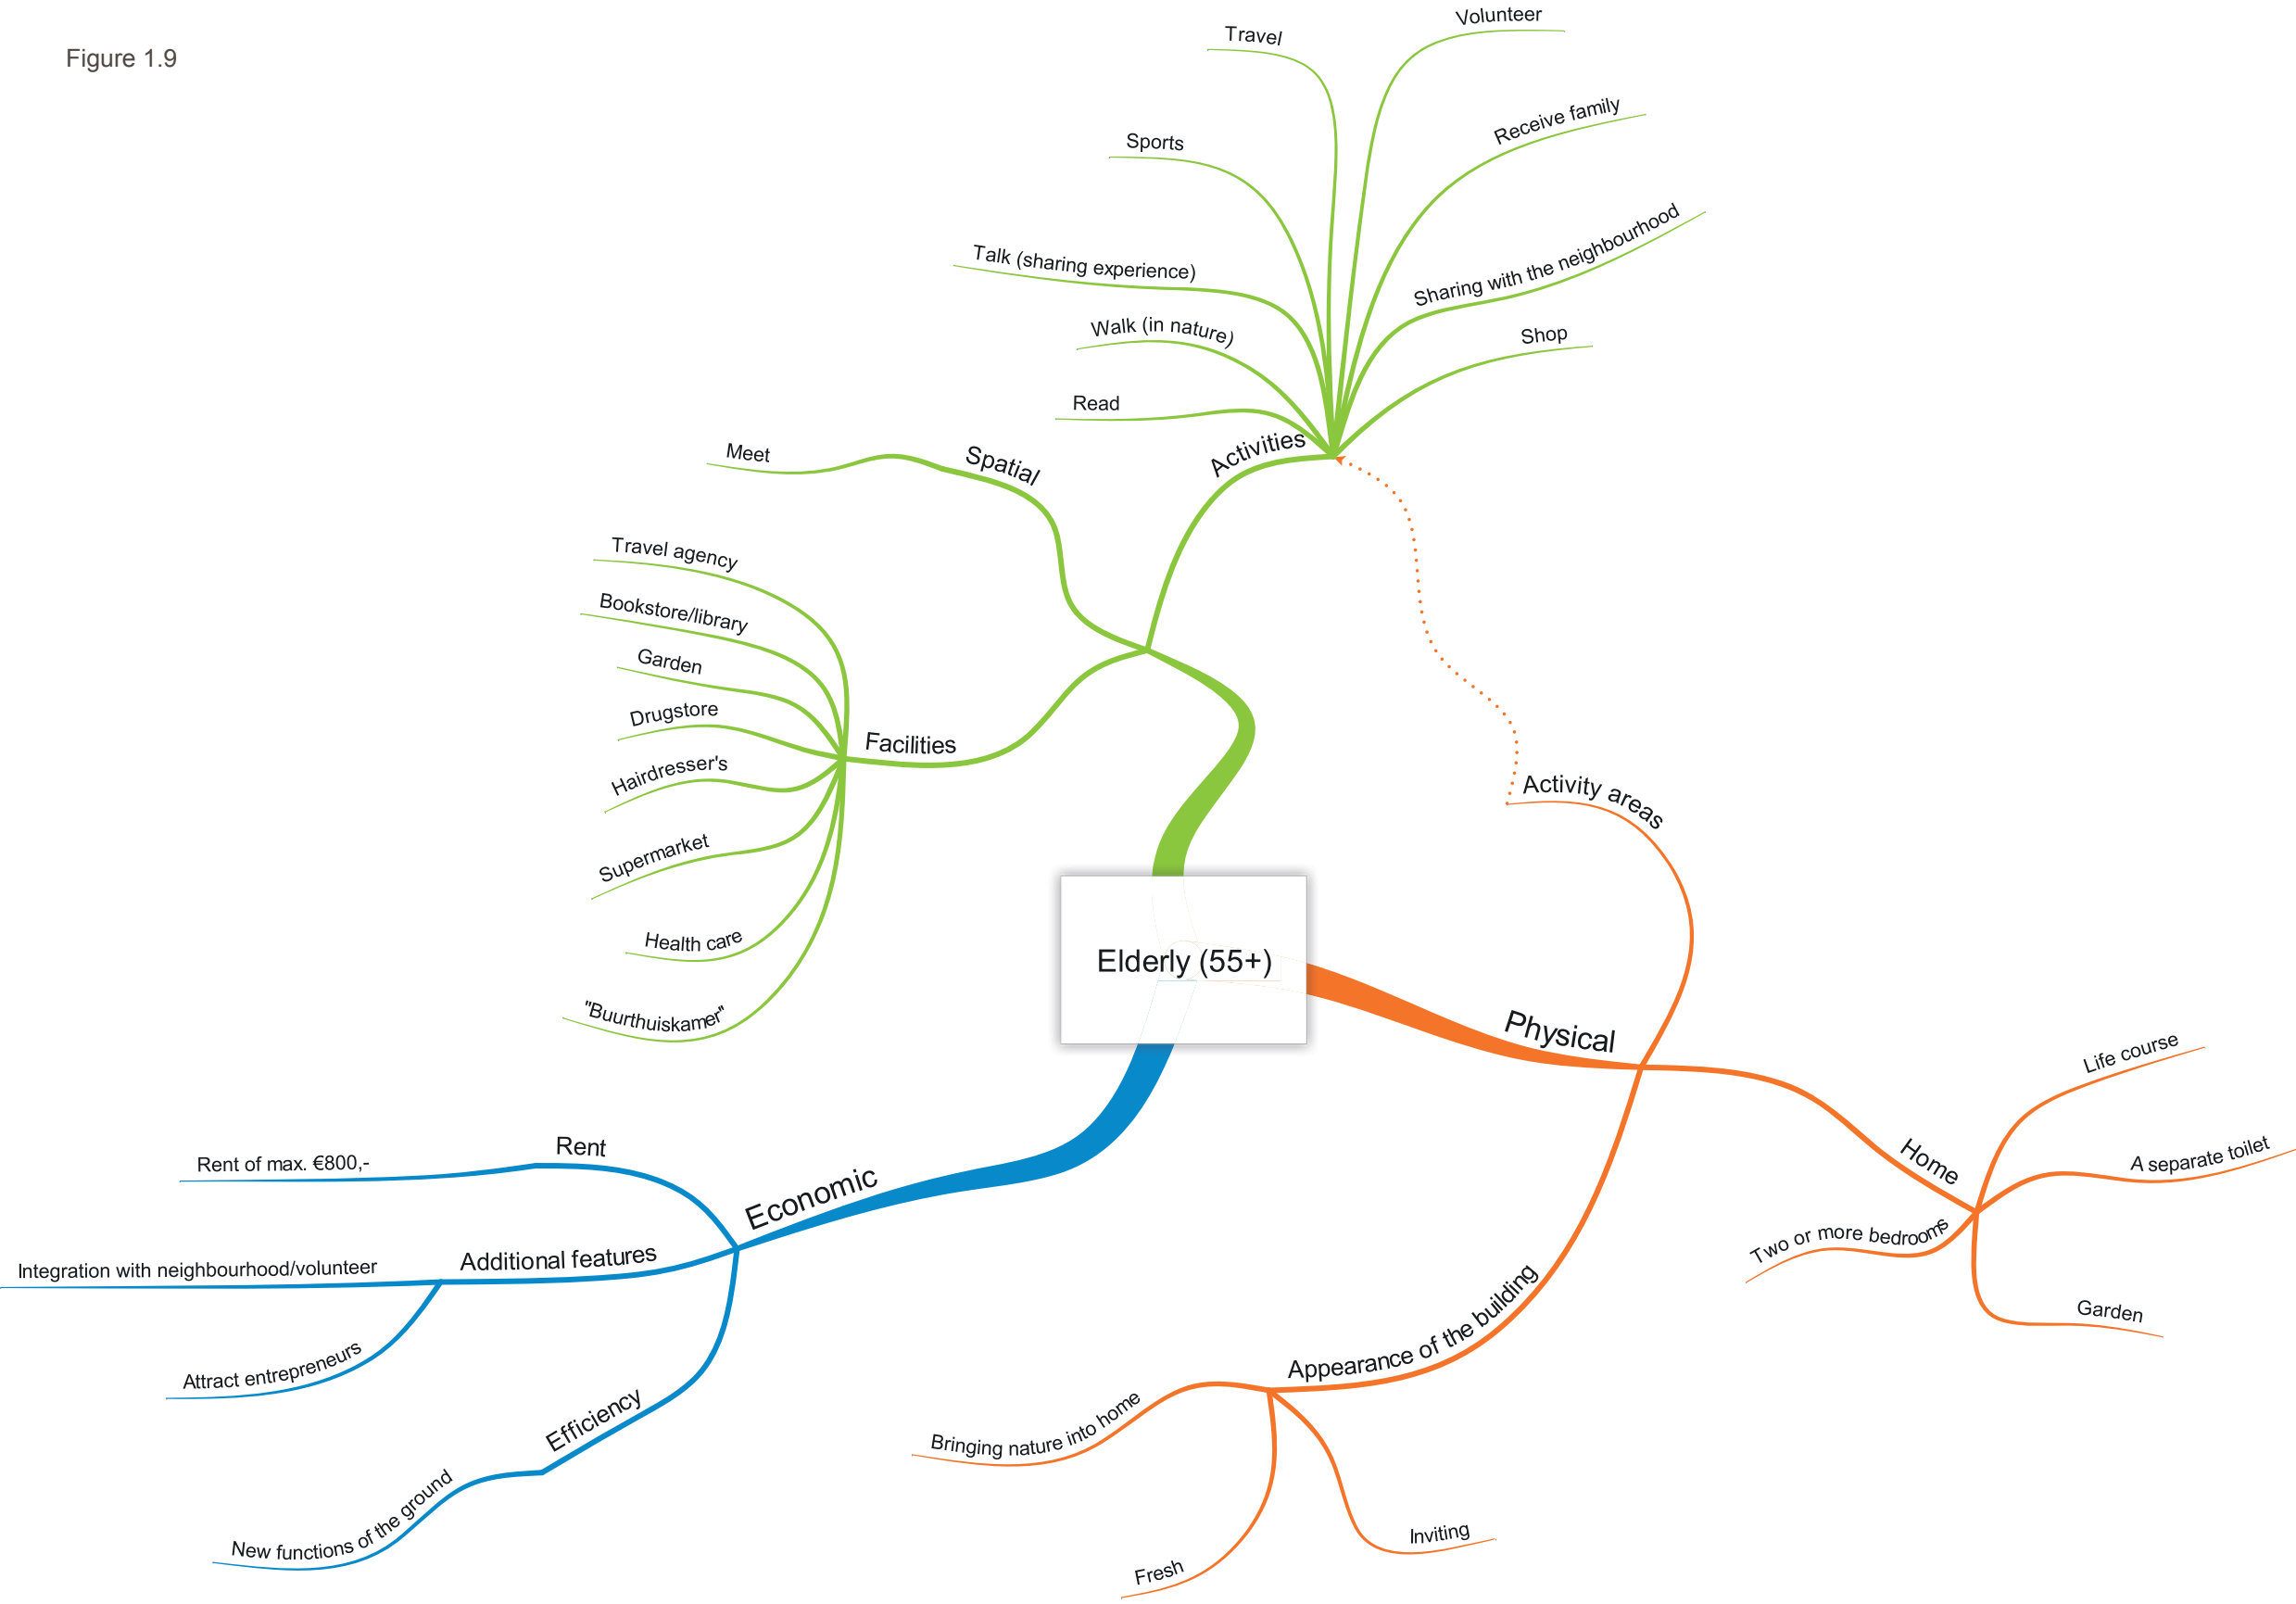 Figure 1.9
Volunteer
Travel
Receive family
Sports
Sharing with the neighbourhood
Talk (sharing experience)
Walk (in nature)
Shop
Read
Activities
Meet
Spatial
Travel agency
Bookstore/library
Garden
Drugstore
Facilities
Hairdresser's
Supermarket
Health care
"Buurthuiskamer"
Activity areas
Elderly (55+)
Physical
Life course
Home
A separate toilet
Two or more bedrooms
Garden
Rent
Rent of max. €800,-
Economic
Additional features
Integration with neighbourhood/volunteer
Attract entrepreneurs
Efficiency
New functions of the ground
Appearance of the building
Bringing nature into home
Inviting
Fresh